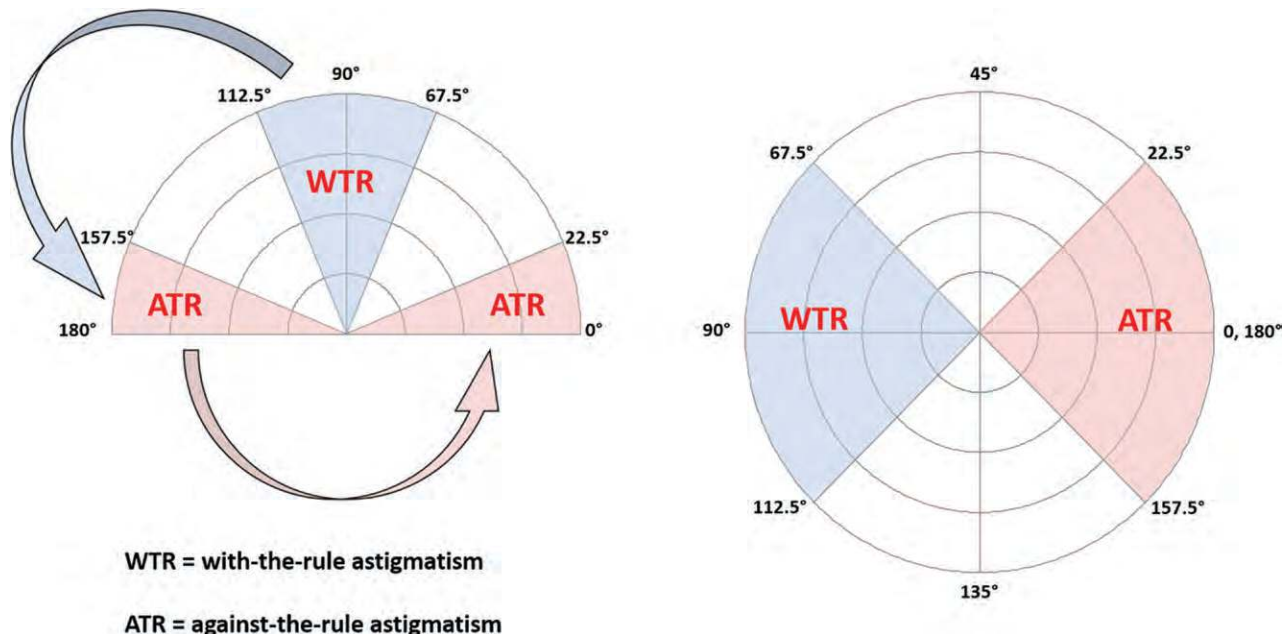 90°
112.5°
67.5°
WTR
157.5°
22.5°
ATR
ATR
180°
0°
WTR = with-the-rule astigmatism
ATR = against-the-rule astigmatism
45°
67.5°
22.5°
90°
WTR
ATR
0, 180°
112.5°
157.5°
135°